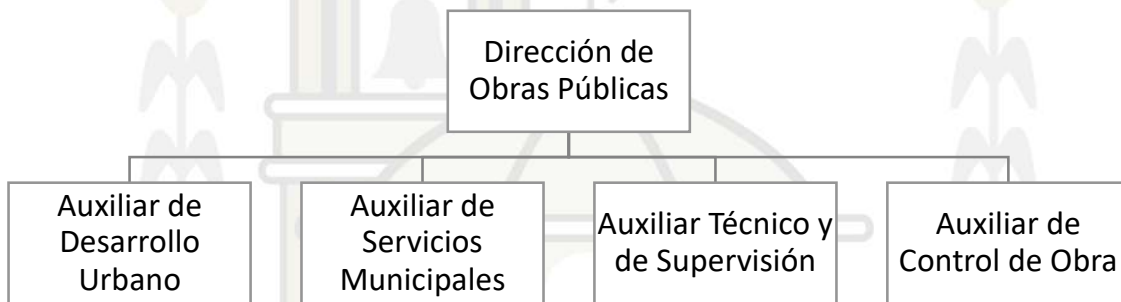 Dirección de
Obras Públicas
Auxiliar de
Desarrollo
Urbano
Auxiliar de
Servicios
Municipales
Auxiliar Técnico y
de Supervisión
Auxiliar de
Control de Obra